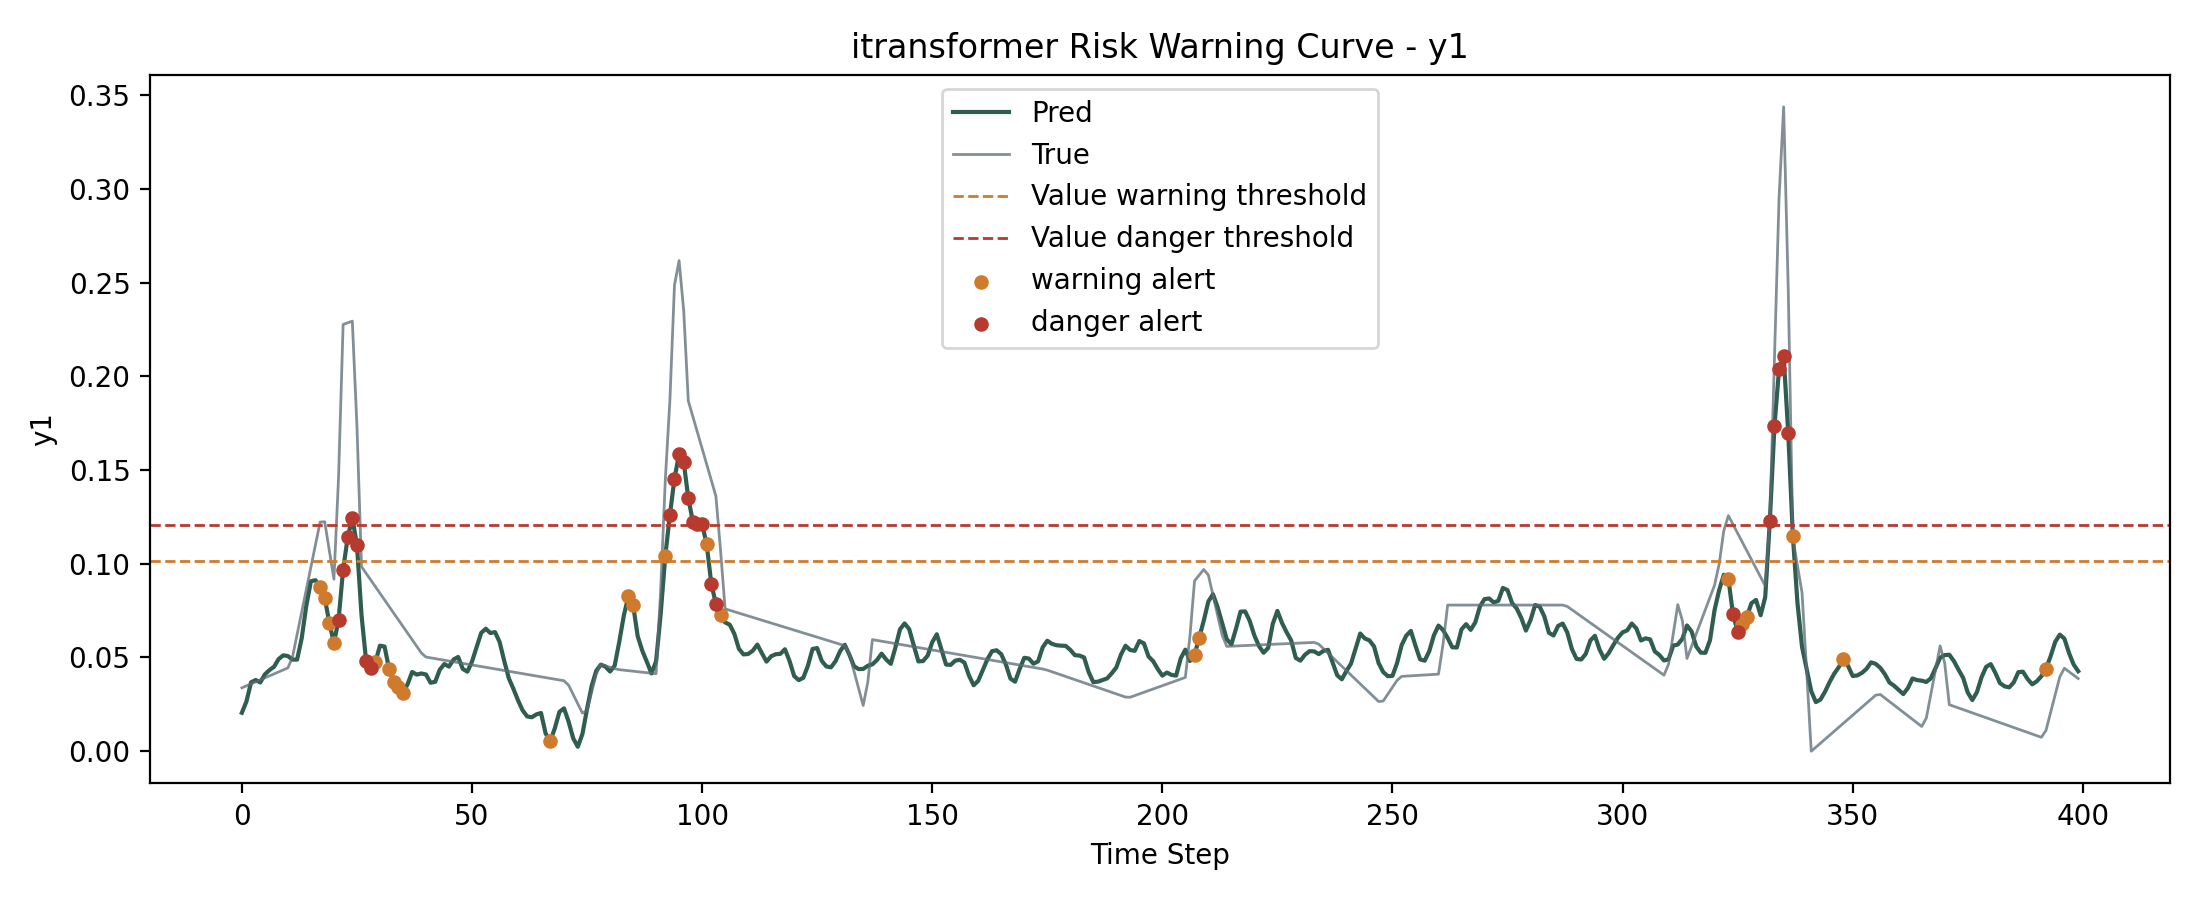 itransformer Risk Warning Curve - y1
0.35
0.30
0.25
0.20
0.15
0.10
0.05
0.00
y1
Pred
True
Value warning threshold
Value danger threshold
warning alert
danger alert
0 50 100 150 200 250 300 350 400
Time Step